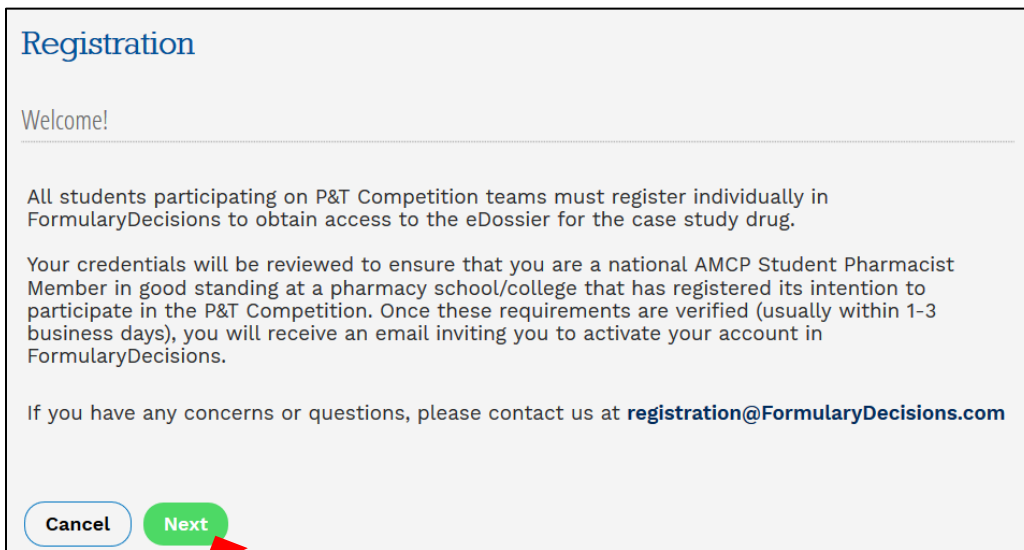 Registration
Welcome!
All students participating on P&T Competition teams must register individually in
FormularyDecisions to obtain access to the eDossier for the case study drug.
Your credentials will be reviewed to ensure that you are a national AMCP Student Pharmacist
Member in good standing at a pharmacy school/college that has registered its intention to
participate in the P&T Competition. Once these requirements are verified (usually within 1-3
business days), you will receive an email inviting you to activate your account in
FormularyDecisions.
If you have any concerns or questions, please contact us at registration@FormularyDecisions.com
Cancel Next